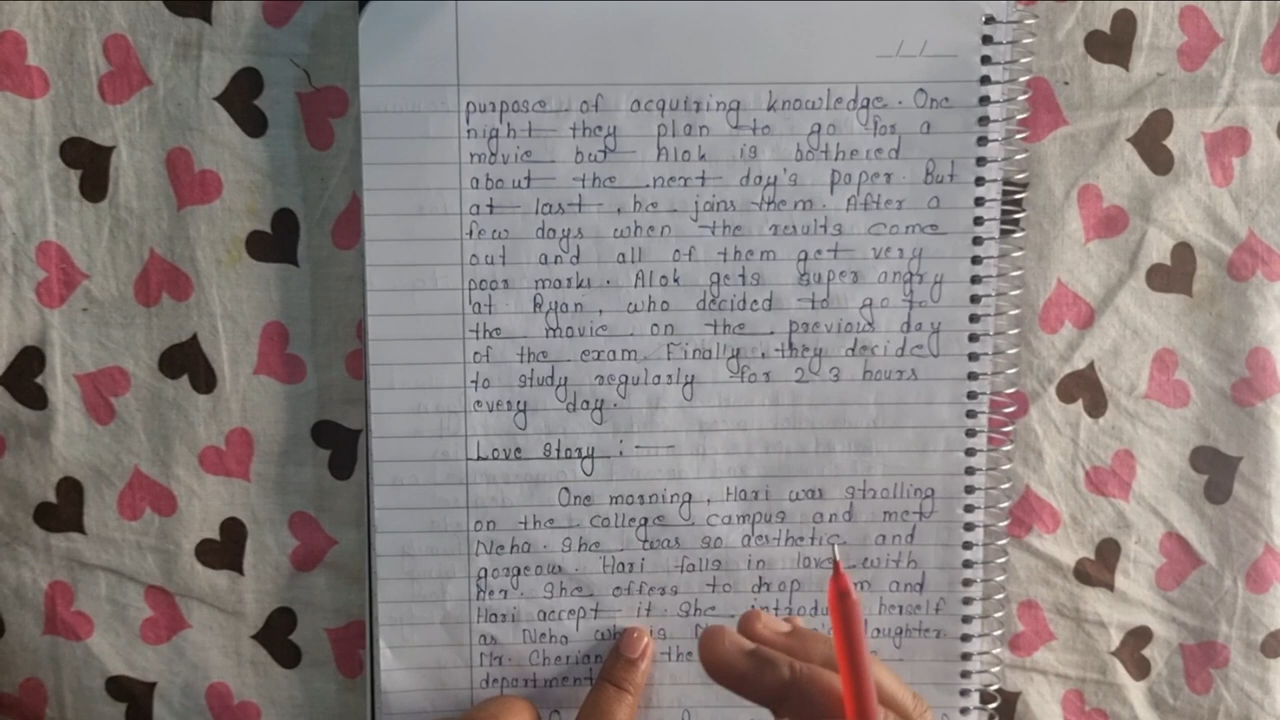 _/_/_
purpose of acquiring knowledge. One
night they plan to go for a
movie but Alok is bothered
about the next day's paper. But
at last, he joins them. After a
few days when the results come
out and all of them get very
poor marks. Alok gets super angry
at Ryan, who decided to go to
the movie on the previous day
of the exam. Finally, they decide
to study regularly for 2 3 hours
every day.
Love Story : —
One morning, Hari was strolling
on the college campus and met
Neha. She was so aesthetic and
gorgeous. Hari falls in love with
her. She offers to drop and
Hari accept it. She herself
as Neha is
Mr. Cherian the
department